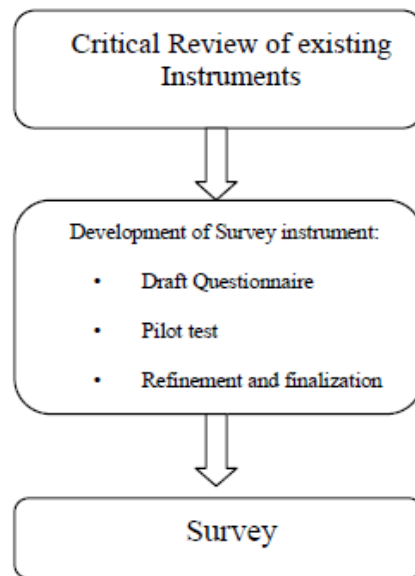 Critical Review of existing
Instruments
Development of Survey instrument:
• Draft Questionnaire
• Pilot test
• Refinement and finalization
Survey